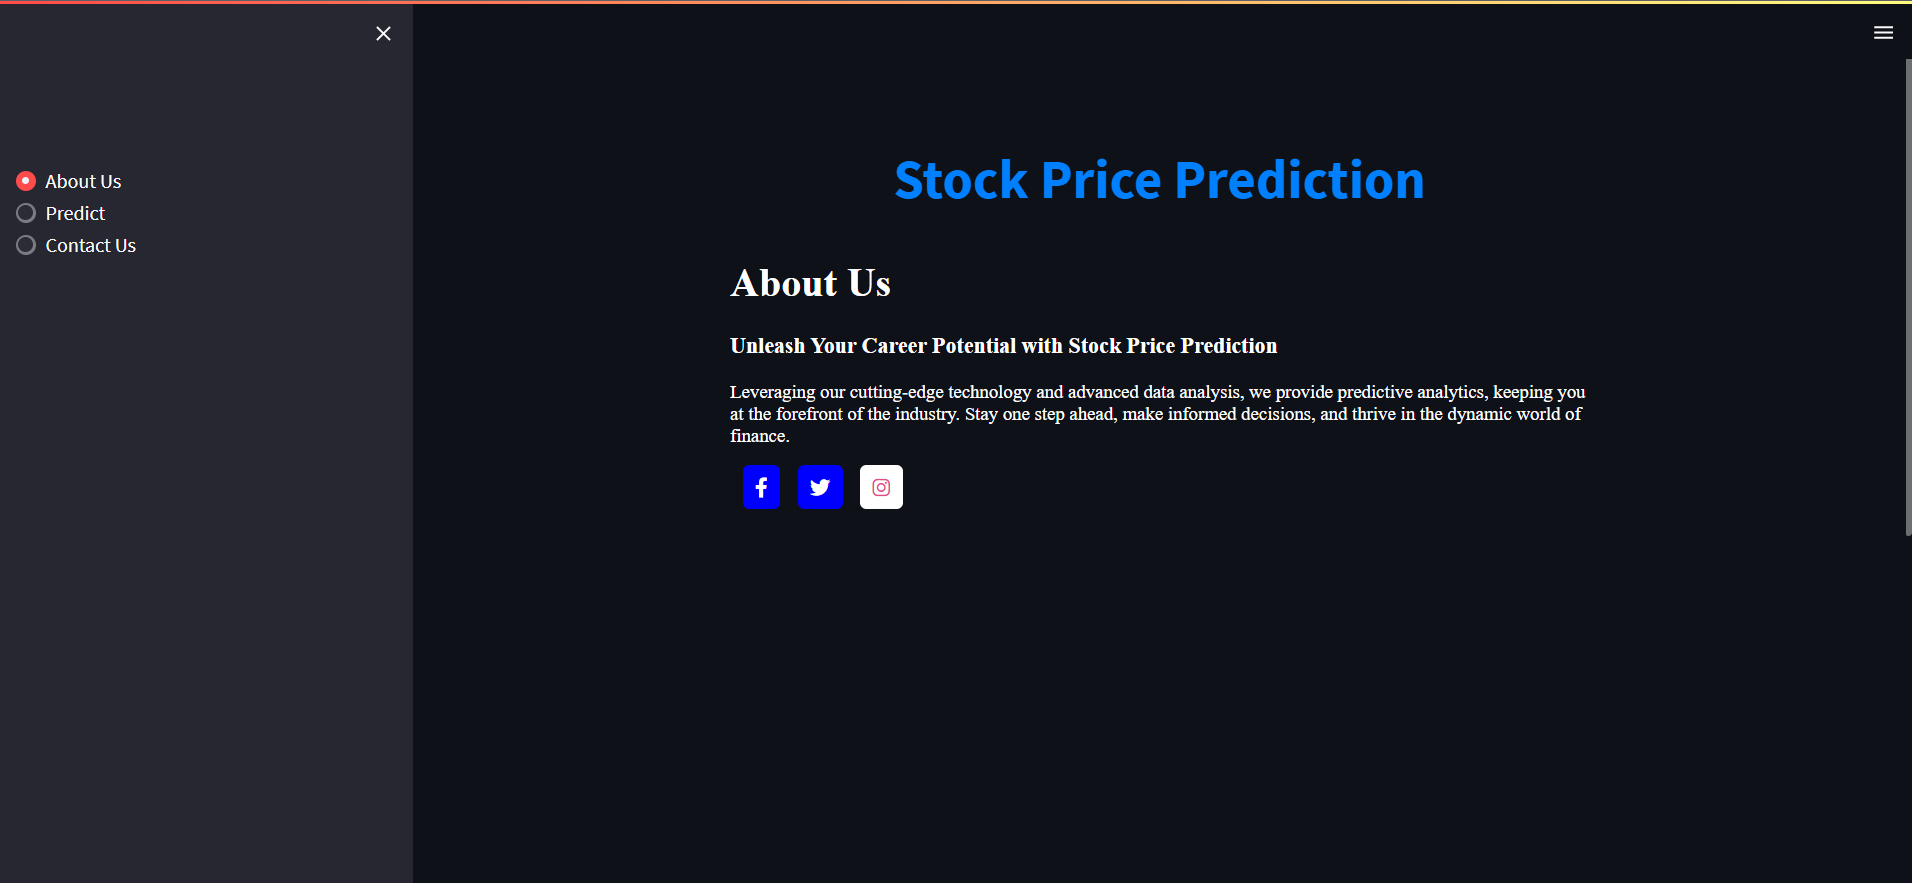 About Us
Predict
Contact Us
Stock Price Prediction
About Us
Unleash Your Career Potential with Stock Price Prediction
Leveraging our cutting-edge technology and advanced data analysis, we provide predictive analytics, keeping you
at the forefront of the industry. Stay one step ahead, make informed decisions, and thrive in the dynamic world of
finance.